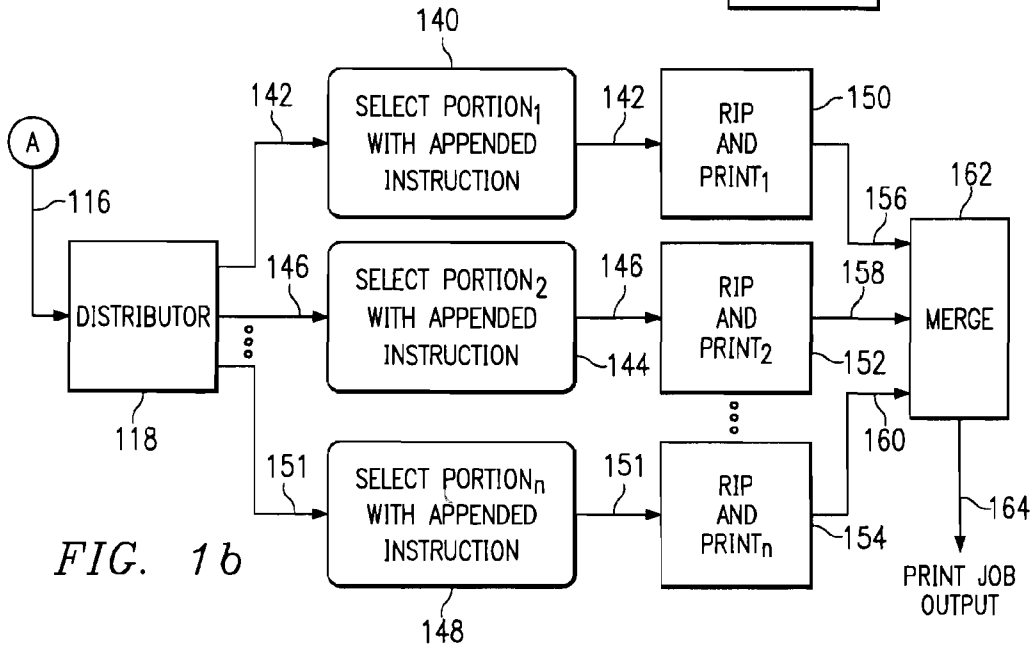 140
142
SELECT PORTION₁
WITH APPENDED
INSTRUCTION
142
RIP
AND
PRINT₁
150
A
116
162
156
146
SELECT PORTION₂
WITH APPENDED
INSTRUCTION
146
RIP
AND
PRINT₂
158
DISTRIBUTOR
MERGE
144
152
118
160
151
SELECT PORTIONₙ
WITH APPENDED
INSTRUCTION
151
RIP
AND
PRINTₙ
154
164
FIG. 1b
148
PRINT JOB
OUTPUT